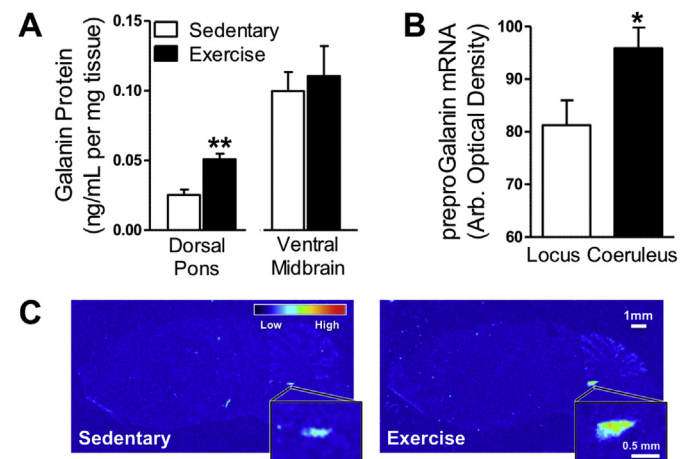 A
Sedentary
Exercise
Galanin Protein
(ng/mL per mg tissue)
0.15
0.10
0.05
0.00
**
Dorsal
Pons
Ventral
Midbrain
B
preproGalanin mRNA
(Arb. Optical Density)
100
90
80
70
60
*
Locus Coeruleus
C
Low High
Sedentary
1mm
Exercise
0.5 mm